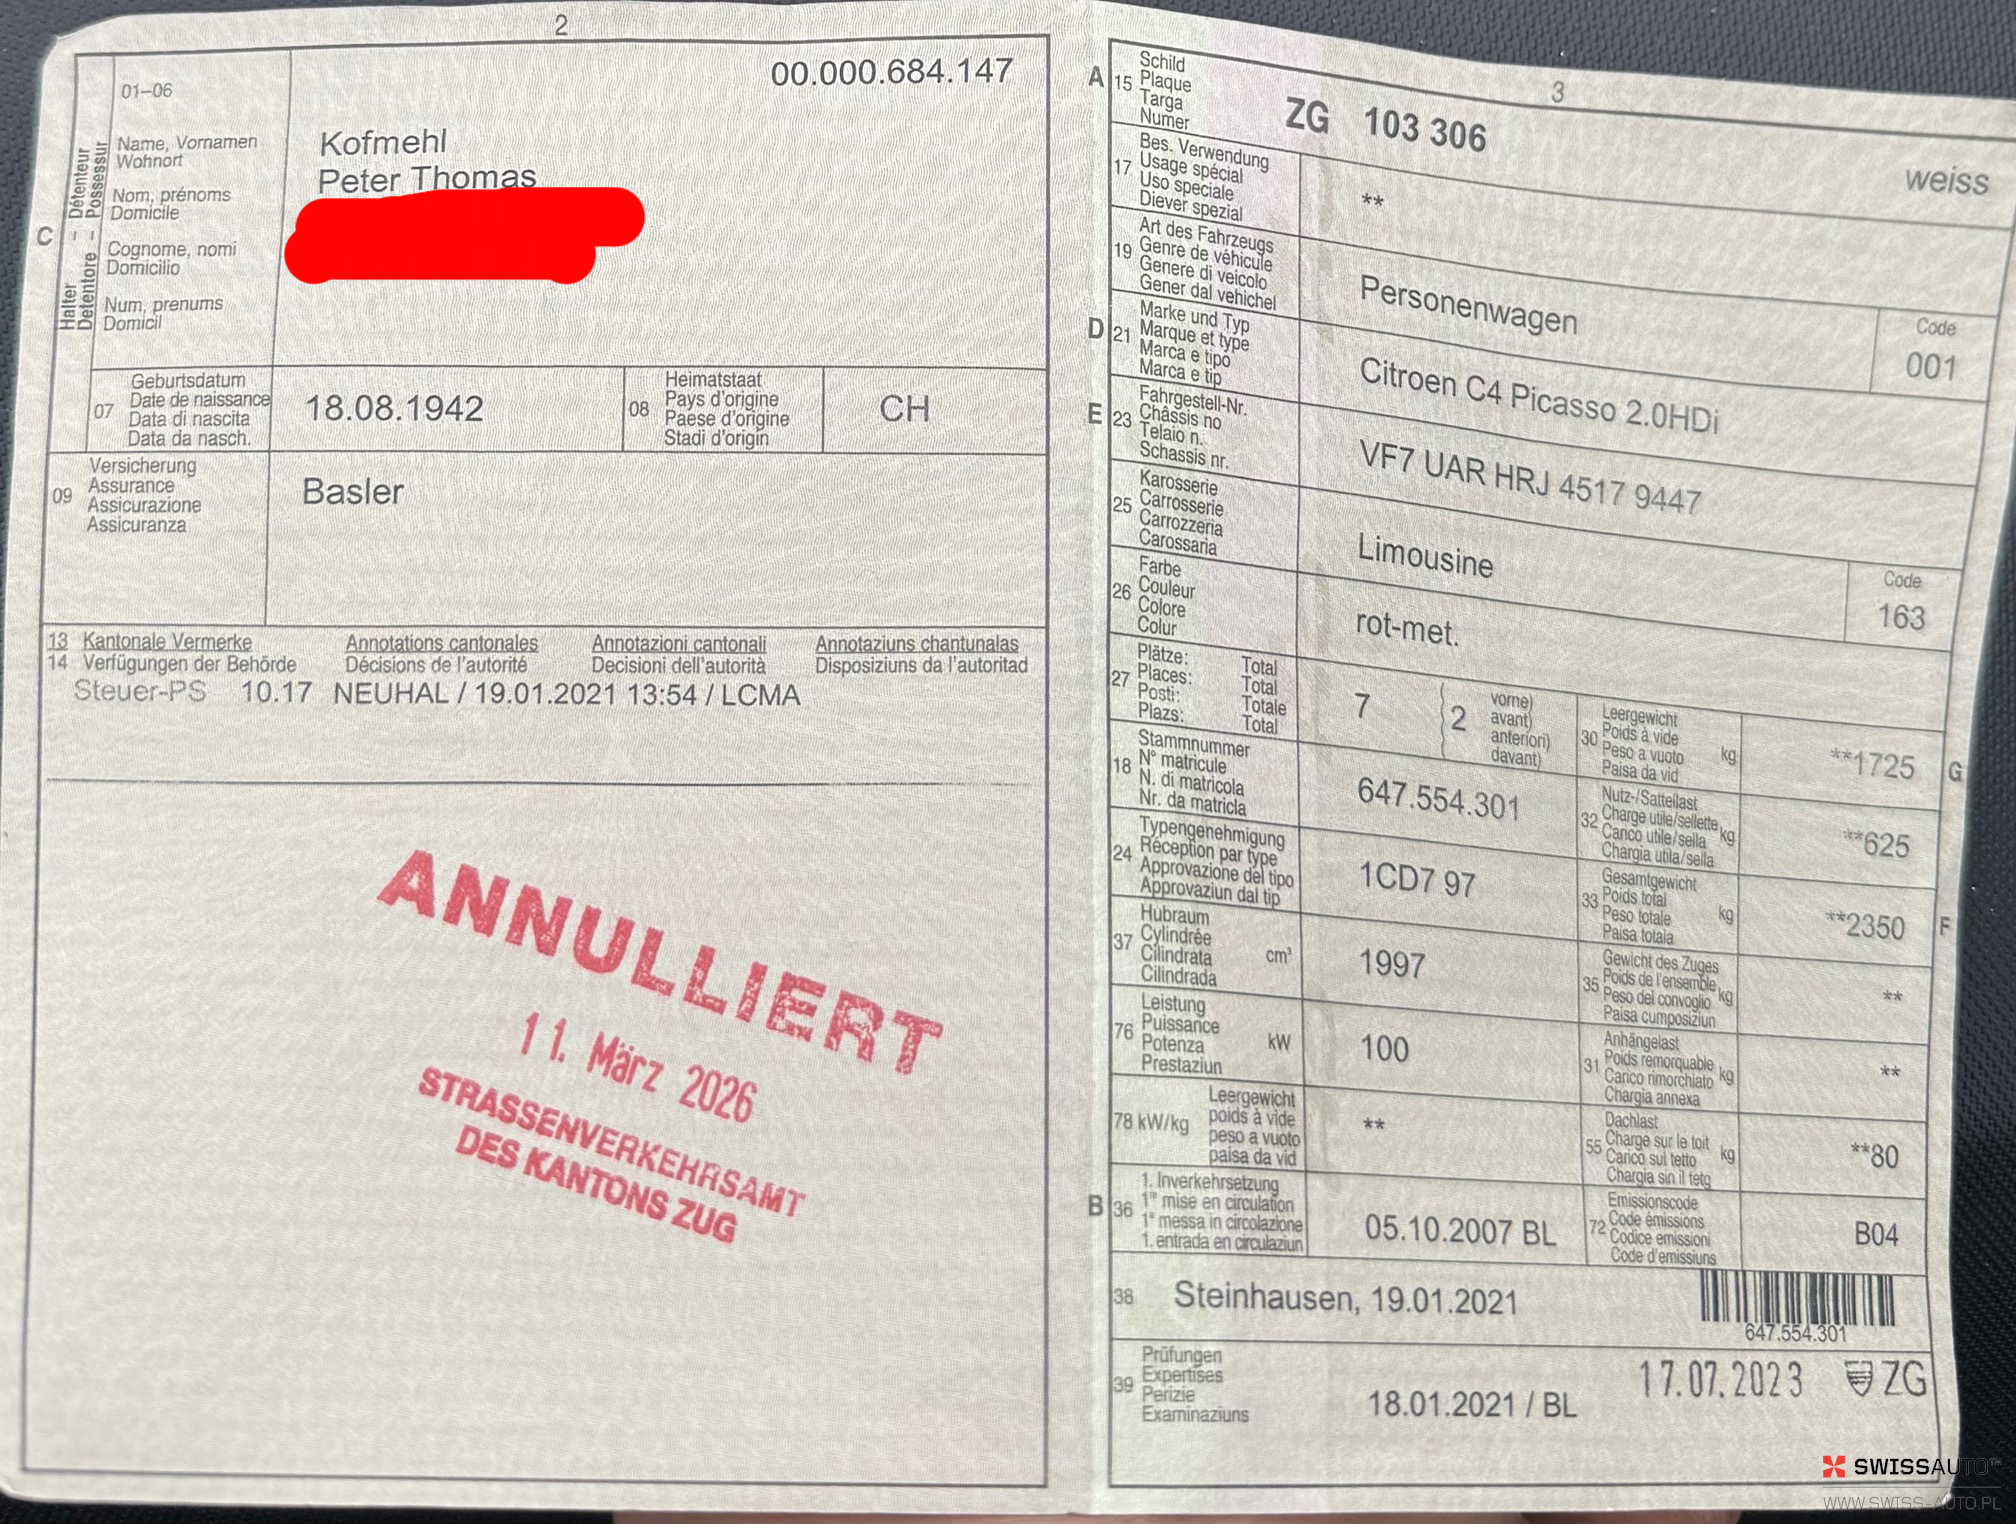 2
00.000.684.147
01–06
Name, Vornamen
Wohnort
Nom, prénoms
Domicile
Cognome, nomi
Domicilio
Num, prenums
Domicil
C
Halter – Détenteur
Detentore – Possessur
Kofmehl
Peter Thomas
07
Geburtsdatum
Date de naissance
Data di nascita
Data da nasch.
18.08.1942
08
Heimatstaat
Pays d'origine
Paese d'origine
Stadi d'origin
CH
09
Versicherung
Assurance
Assicurazione
Assicuranza
Basler
13 Kantonale Vermerke Annotations cantonales Annotazioni cantonali Annotaziuns chantunalas
14 Verfügungen der Behörde Décisions de l'autorité Decisioni dell'autorità Disposiziuns da l'autoritad
Steuer-PS 10.17 NEUHAL / 19.01.2021 13:54 / LCMA
ANNULLIERT
11. März 2026
STRASSENVERKEHRSAMT
DES KANTONS ZUG
3
A 15
Schild
Plaque
Targa
Numer
ZG 103 306
weiss
17
Bes. Verwendung
Usage spécial
Uso speciale
Diever spezial
**
19
Art des Fahrzeugs
Genre de véhicule
Genere di veicolo
Gener dal vehichel
Personenwagen
Code
001
D 21
Marke und Typ
Marque et type
Marca e tipo
Marca e tip
Citroen C4 Picasso 2.0HDi
E 23
Fahrgestell-Nr.
Châssis no
Telaio n.
Schassis nr.
VF7 UAR HRJ 4517 9447
25
Karosserie
Carrosserie
Carrozzeria
Carossaria
Limousine
Code
163
26
Farbe
Couleur
Colore
Colur
rot-met.
27
Plätze: Total
Places: Total
Posti: Totale
Plazs: Total
7
2
vorne)
avant)
anteriori)
davant)
30
Leergewicht
Poids à vide
Peso a vuoto
Paisa da vid
kg
**1725
G
18
Stammnummer
N° matricule
N. di matricola
Nr. da matricla
647.554.301
32
Nutz-/Sattellast
Charge utile/sellette
Carico utile/sella
Chargia utila/sella
kg
**625
24
Typengenehmigung
Réception par type
Approvazione del tipo
Approvaziun dal tip
1CD7 97
33
Gesamtgewicht
Poids total
Peso totale
Paisa totala
kg
**2350
F
37
Hubraum
Cylindrée
Cilindrata
Cilindrada
cm³
1997
35
Gewicht des Zuges
Poids de l'ensemble
Peso del convoglio
Paisa cumposiziun
kg
**
76
Leistung
Puissance
Potenza
Prestaziun
kW
100
31
Anhängelast
Poids remorquable
Carico rimorchiato
Chargia annexa
kg
**
78 kW/kg
Leergewicht
poids à vide
peso a vuoto
paisa da vid
**
55
Dachlast
Charge sur le toit
Carico sul tetto
Chargia sin il tetg
kg
**80
B 36
1. Inverkehrsetzung
1re mise en circulation
1a messa in circolazione
1. entrada en circulaziun
05.10.2007 BL
72
Emissionscode
Code émissions
Codice emissioni
Code d'emissiuns
B04
38
Steinhausen, 19.01.2021
647.554.301
39
Prüfungen
Expertises
Perizie
Examinaziuns
18.01.2021 / BL
17.07.2023 ZG
SWISSAUTO
WWW.SWISS-AUTO.PL